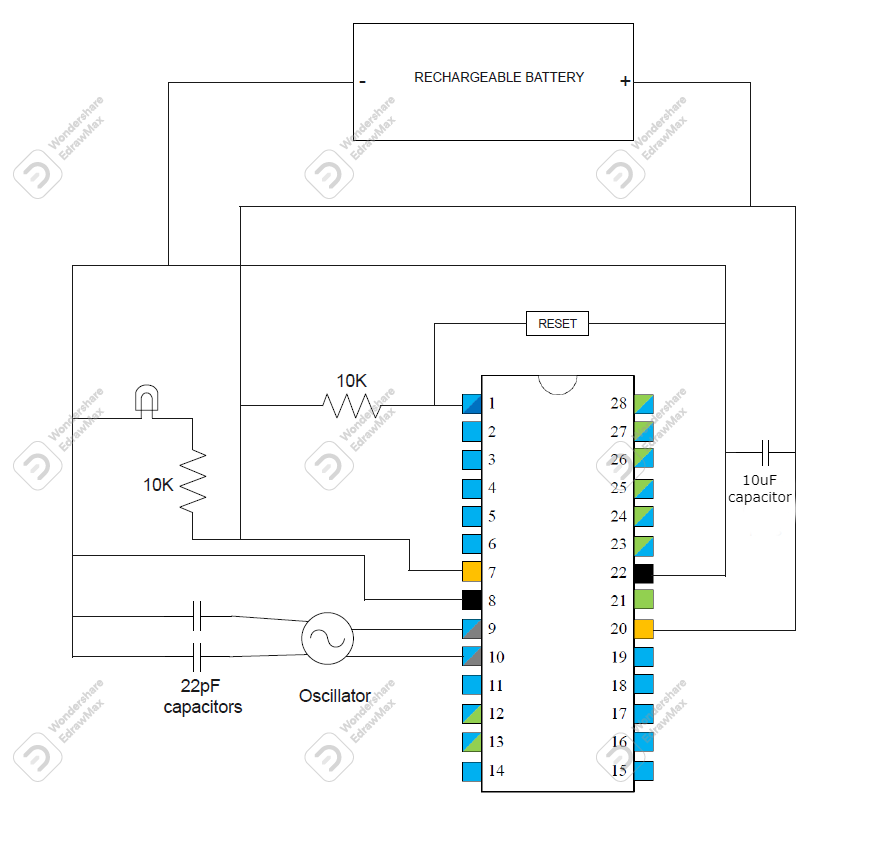 - RECHARGEABLE BATTERY +
Wondershare
EdrawMax
Wondershare
EdrawMax
Wondershare
EdrawMax
RESET
10K
1 28
2 27
3 26
4 25
5 24
6 23
7 22
8 21
9 20
10 19
11 18
12 17
13 16
14 15
10K
10uF
capacitor
Wondershare
EdrawMax
Wondershare
EdrawMax
Wondershare
EdrawMax
22pF
capacitors
Oscillator
Wondershare
EdrawMax
Wondershare
EdrawMax
Wondershare
EdrawMax